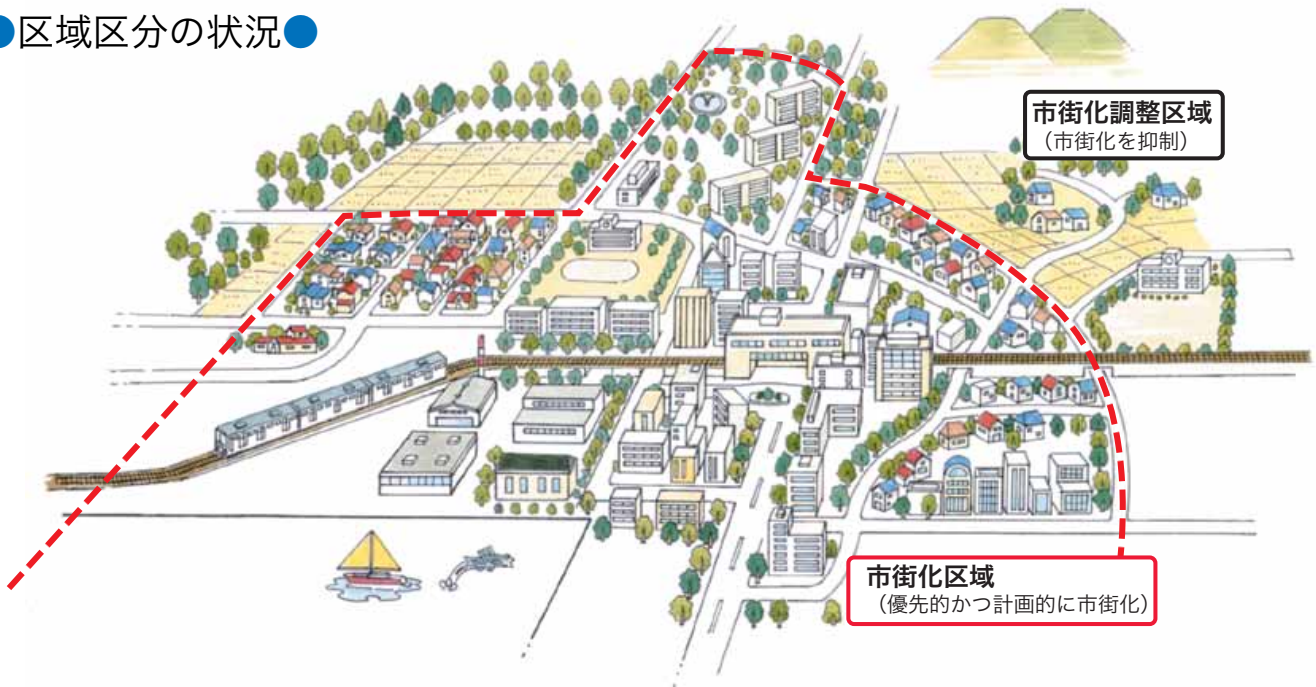 ●区域区分の状況●
市街化調整区域
（市街化を抑制）
市街化区域
（優先的かつ計画的に市街化）